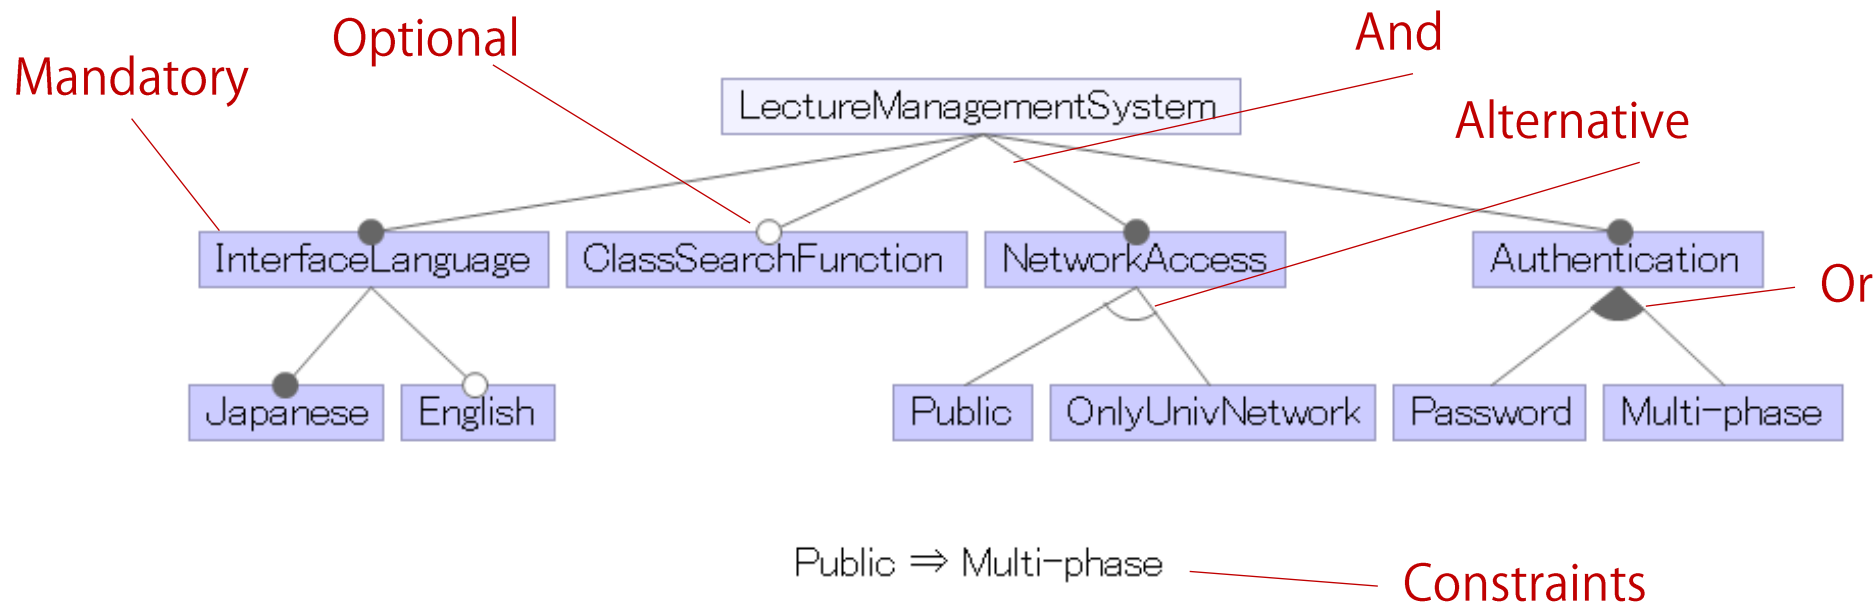 Optional
And
Mandatory
LectureManagementSystem
Alternative
InterfaceLanguage
ClassSearchFunction
NetworkAccess
Authentication
Or
Japanese
English
Public
OnlyUnivNetwork
Password
Multi-phase
Public ⇒ Multi-phase
Constraints